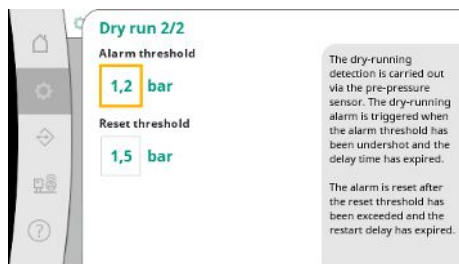 Dry run 2/2
Alarm threshold
1,2 bar
Reset threshold
1,5 bar
The dry-running
detection is carried out
via the pre-pressure
sensor. The dry-running
alarm is triggered when
the alarm threshold has
been undershot and the
delay time has expired.
The alarm is reset after
the reset threshold has
been exceeded and the
restart delay has expired.
?